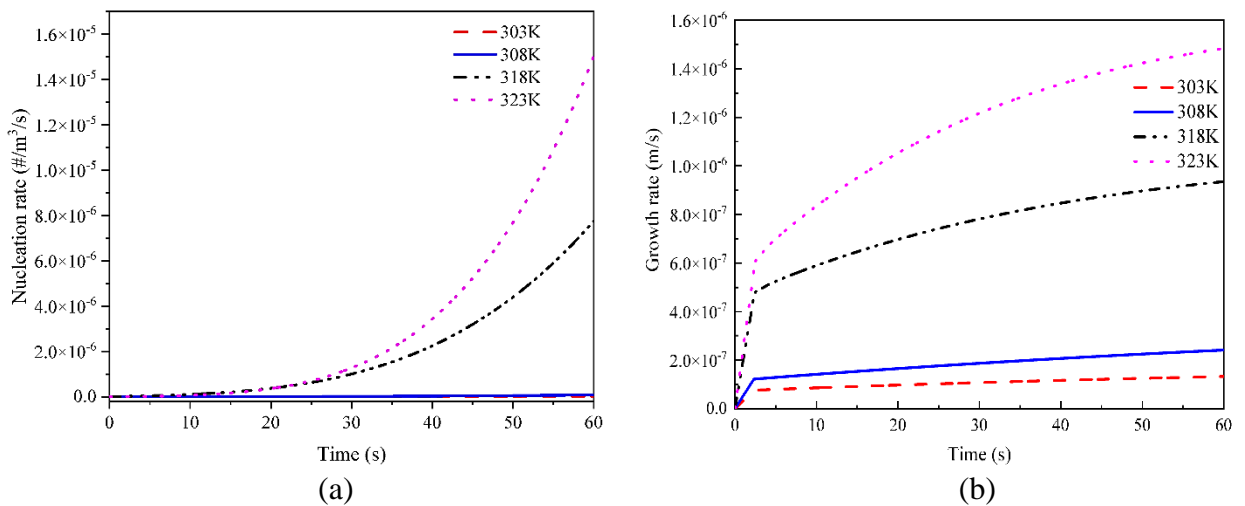 Nucleation rate (#/m³/s)
1.6×10⁻⁵
1.4×10⁻⁵
1.2×10⁻⁵
1.0×10⁻⁵
8.0×10⁻⁶
6.0×10⁻⁶
4.0×10⁻⁶
2.0×10⁻⁶
0.0
303K
308K
318K
323K
0 10 20 30 40 50 60
Time (s)
(a)
Growth rate (m/s)
1.6×10⁻⁶
1.4×10⁻⁶
1.2×10⁻⁶
1.0×10⁻⁶
8.0×10⁻⁷
6.0×10⁻⁷
4.0×10⁻⁷
2.0×10⁻⁷
0.0
303K
308K
318K
323K
0 10 20 30 40 50 60
Time (s)
(b)